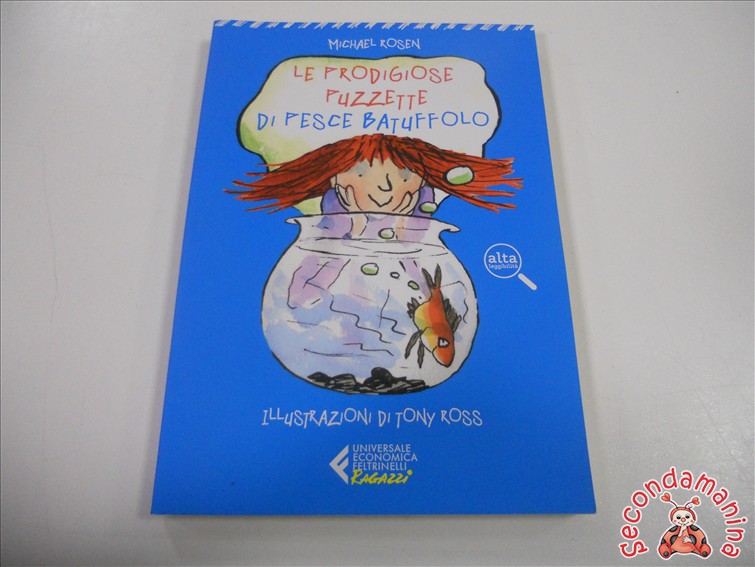 MICHAEL ROSEN
LE PRODIGIOSE
PUZZETTE
DI PESCE BATUFFOLO
alta
leggibilità
ILLUSTRAZIONI DI TONY ROSS
UNIVERSALE
ECONOMICA
FELTRINELLI
RAGAZZI
Secondamanina